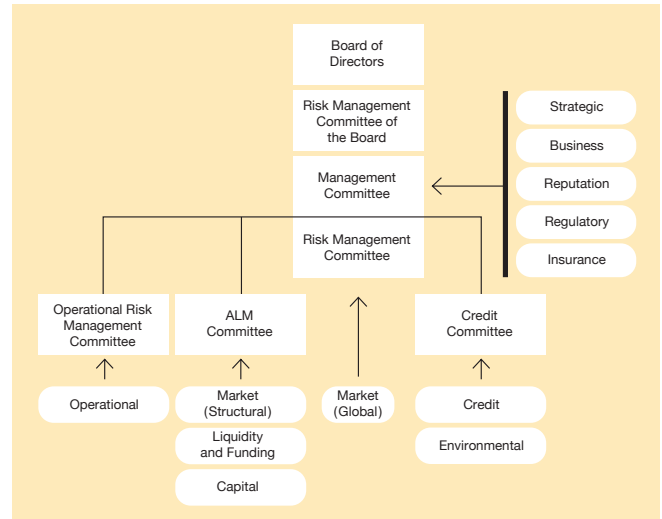 Board of
Directors
Risk Management
Committee of
the Board
Management
Committee
Risk Management
Committee
Strategic
Business
Reputation
Regulatory
Insurance
Operational Risk
Management
Committee
ALM
Committee
Credit
Committee
Operational
Market
(Structural)
Liquidity
and Funding
Capital
Market
(Global)
Credit
Environmental